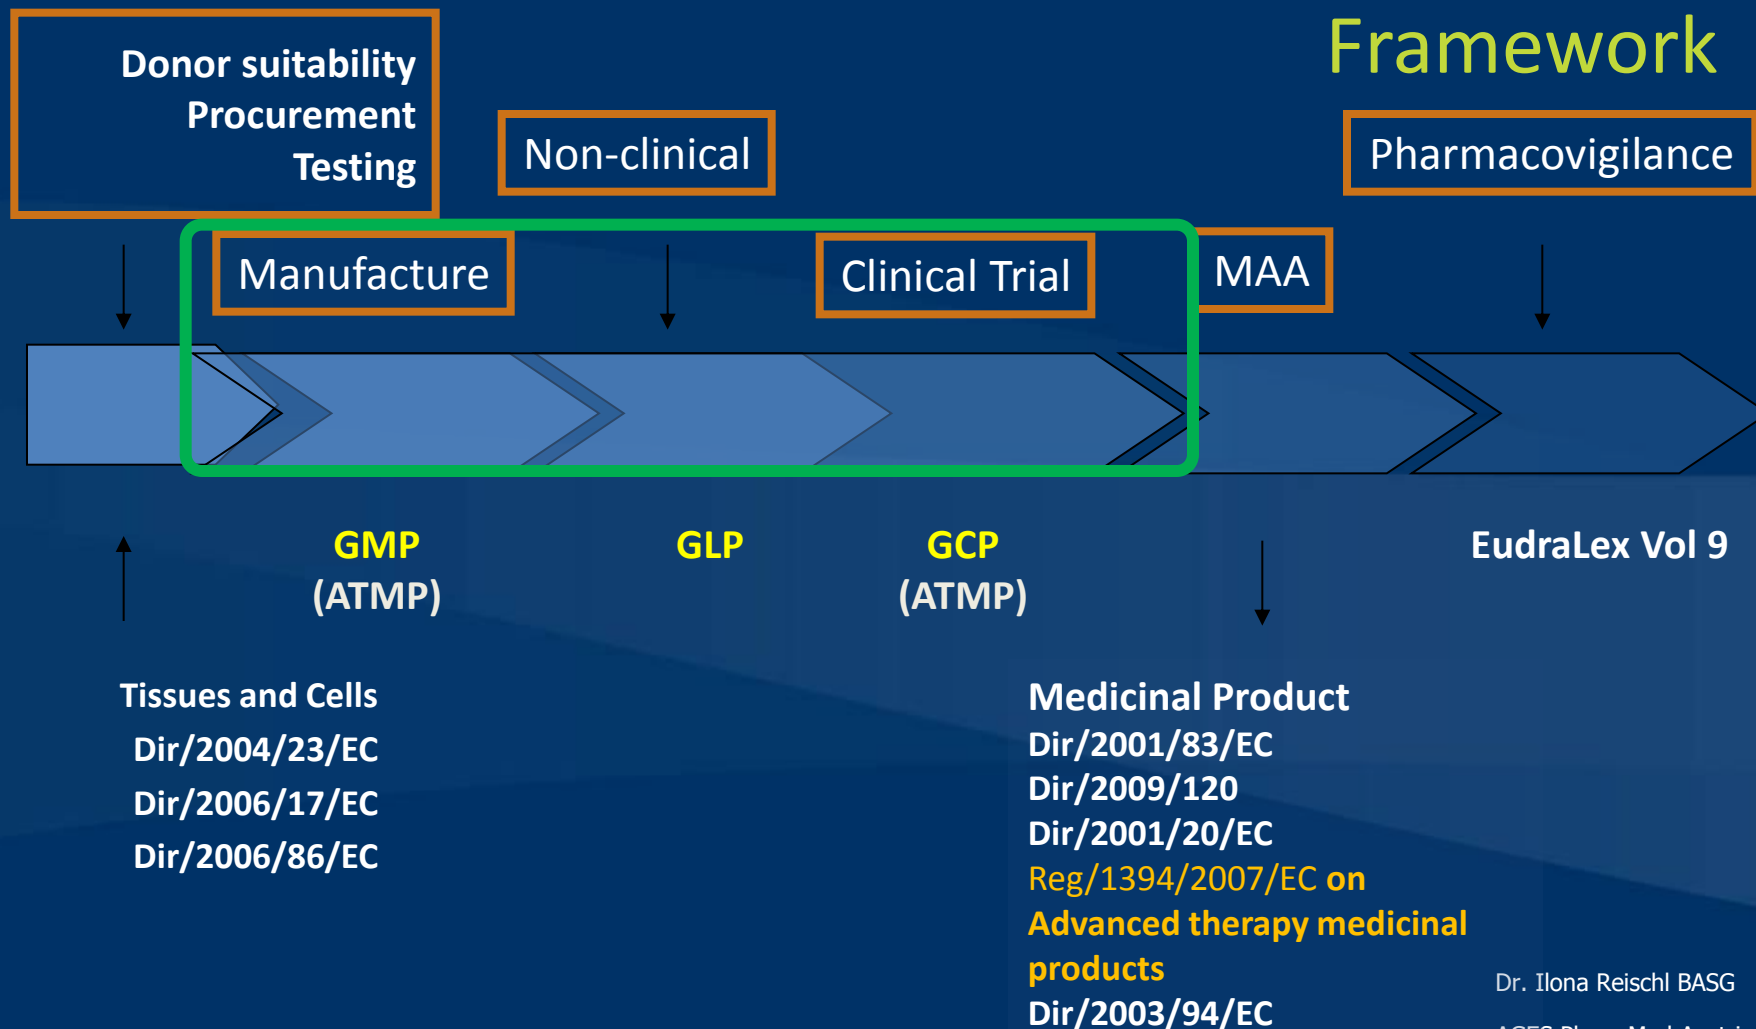 Framework
Donor suitability
Procurement
Testing
Non-clinical
Pharmacovigilance
Manufacture
Clinical Trial
MAA
GMP
(ATMP)
GLP
GCP
(ATMP)
EudraLex Vol 9
Tissues and Cells
Dir/2004/23/EC
Dir/2006/17/EC
Dir/2006/86/EC
Medicinal Product
Dir/2001/83/EC
Dir/2009/120
Dir/2001/20/EC
Reg/1394/2007/EC on
Advanced therapy medicinal
products
Dir/2003/94/EC
Dr. Ilona Reischl BASG